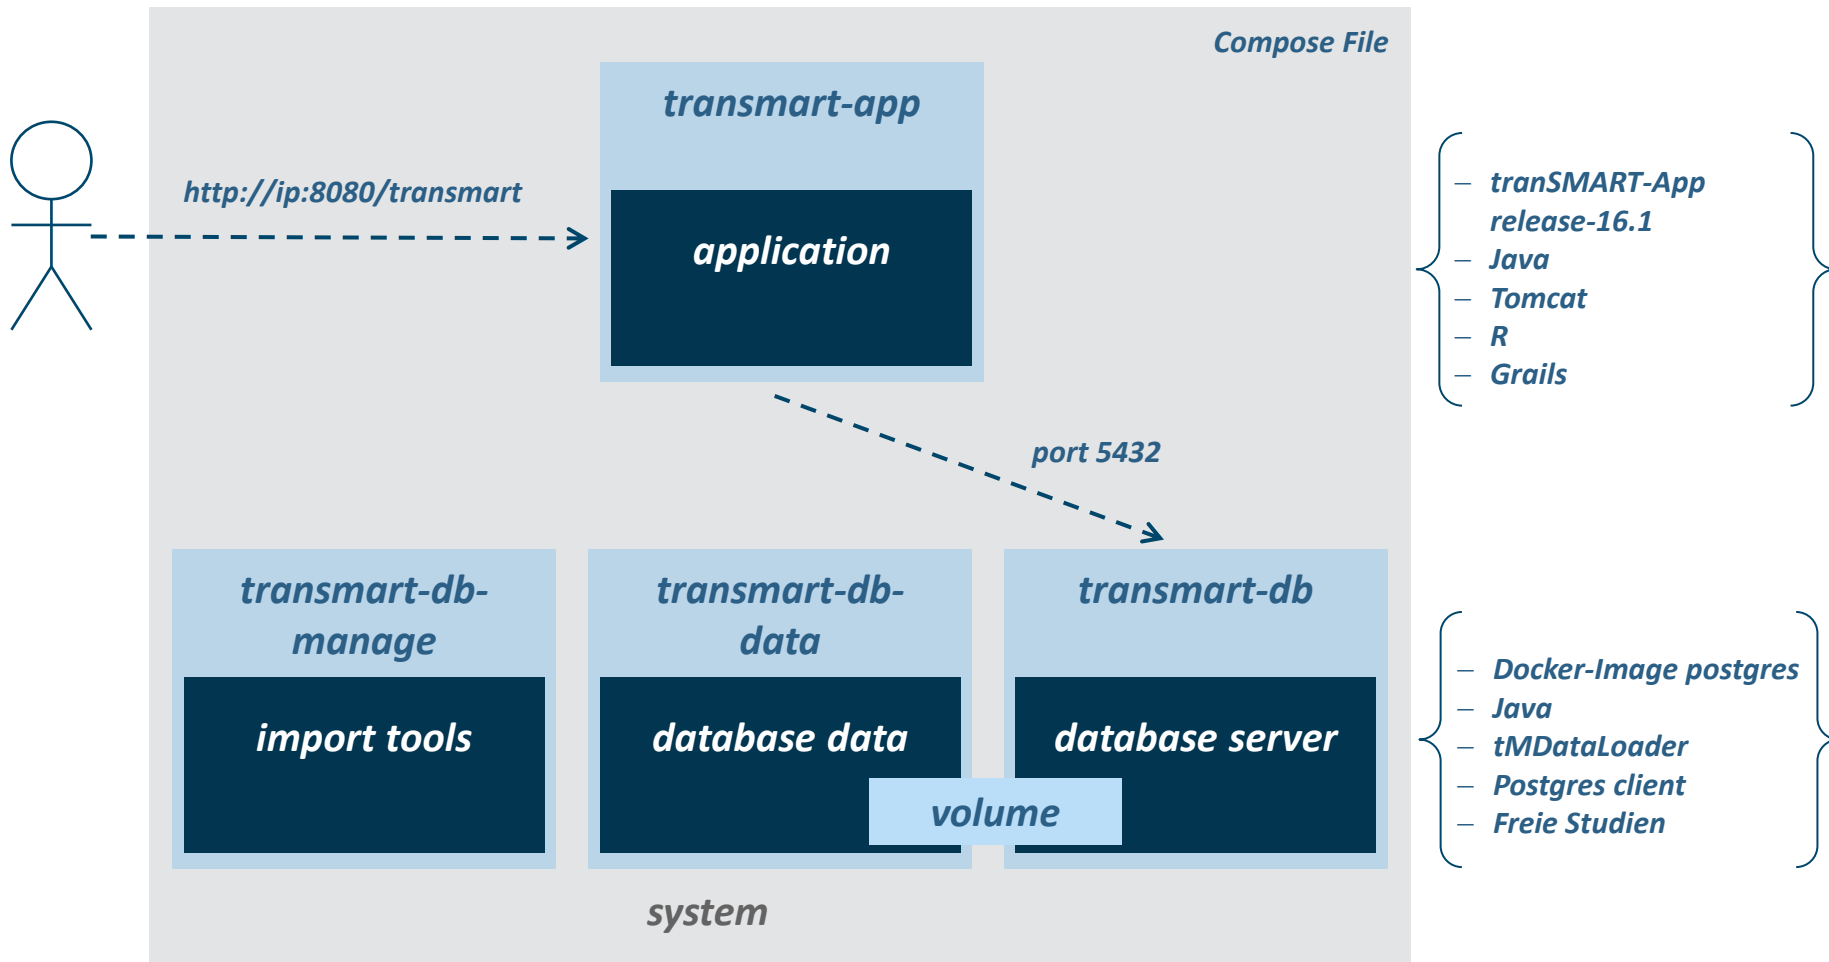 Compose File
transmart-app
http://ip:8080/transmart
application
– tranSMART-App
release-16.1
– Java
– Tomcat
– R
– Grails
port 5432
transmart-db-
manage
import tools
transmart-db-
data
database data
transmart-db
database server
volume
– Docker-Image postgres
– Java
– tMDataLoader
– Postgres client
– Freie Studien
system